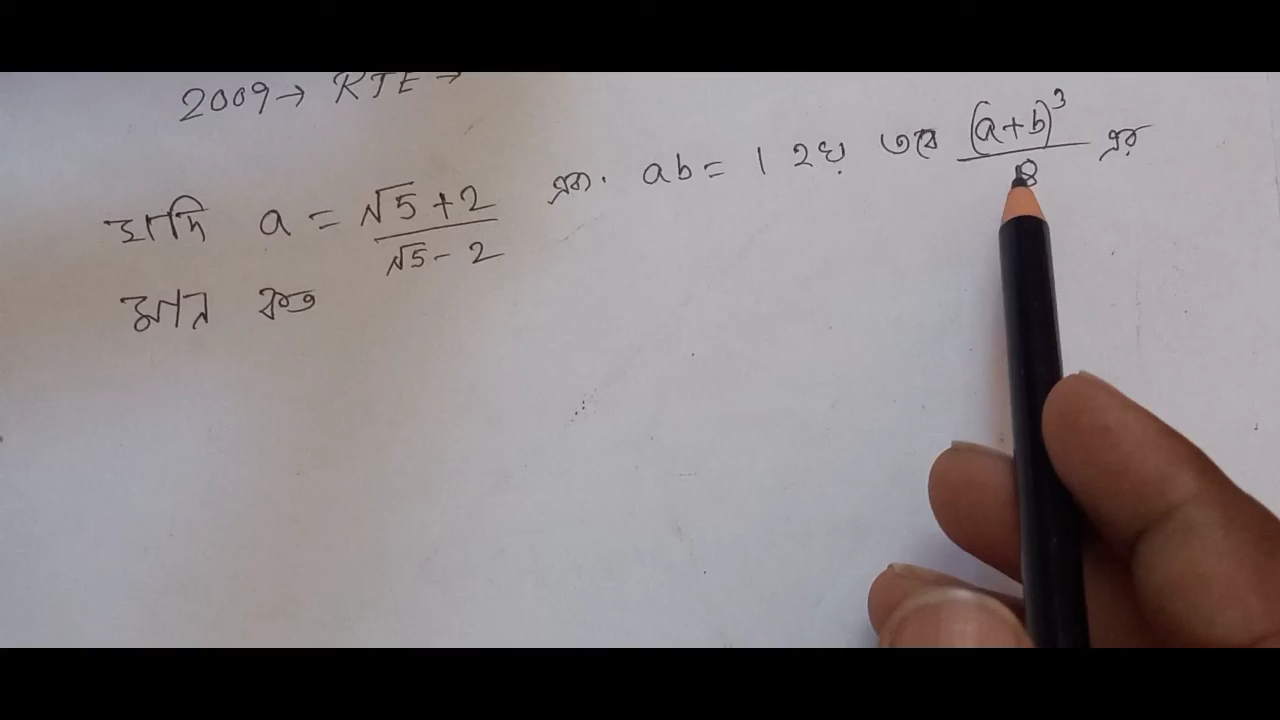 2009→ RTE →
যদি a = (√5+2)/(√5-2) এবং ab = 1 হয় তবে (a+b)³/8 এর
মান কত